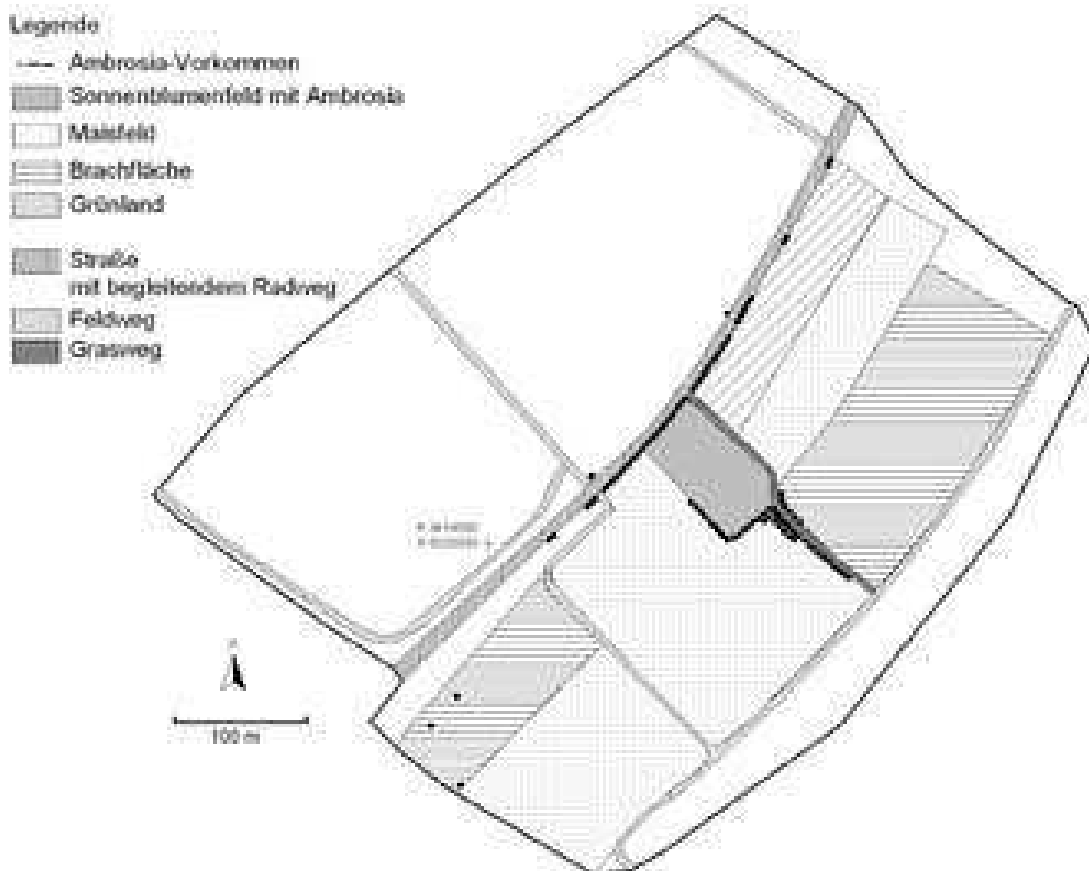 Legende
Ambrosia-Vorkommen
Sonnenblumenfeld mit Ambrosia
Maisfeld
Brachfläche
Grünland
Straße
mit begleitendem Radweg
Feldweg
Grasweg
100 m